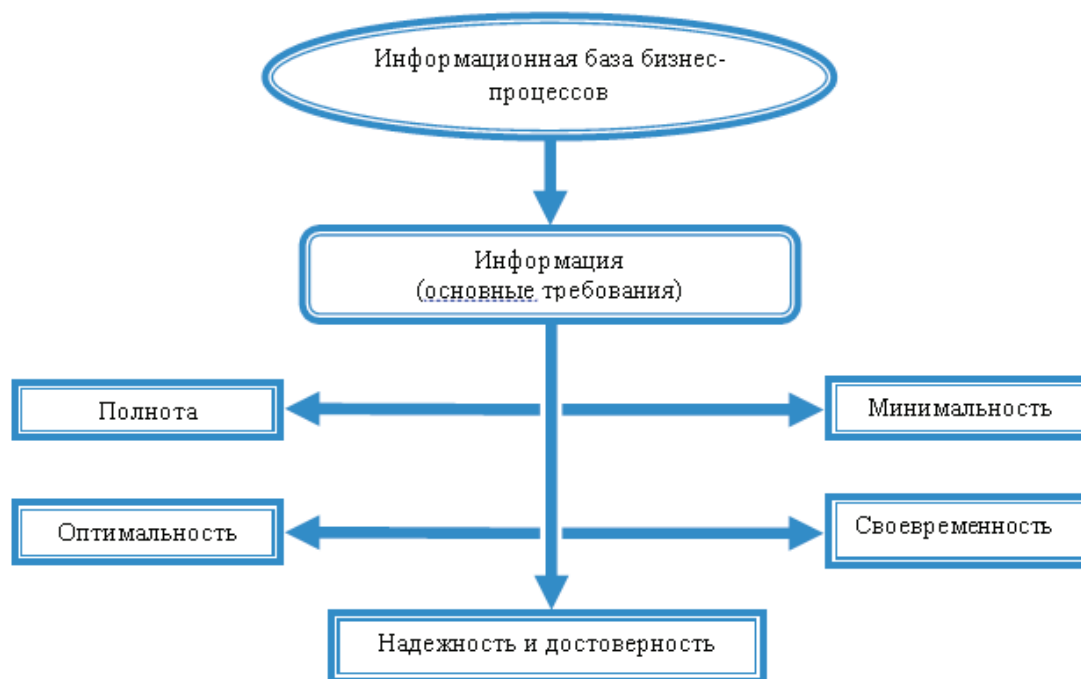 Информационная база бизнес-
процессов
Информация
(основные требования)
Полнота
Минимальность
Оптимальность
Своевременность
Надежность и достоверность